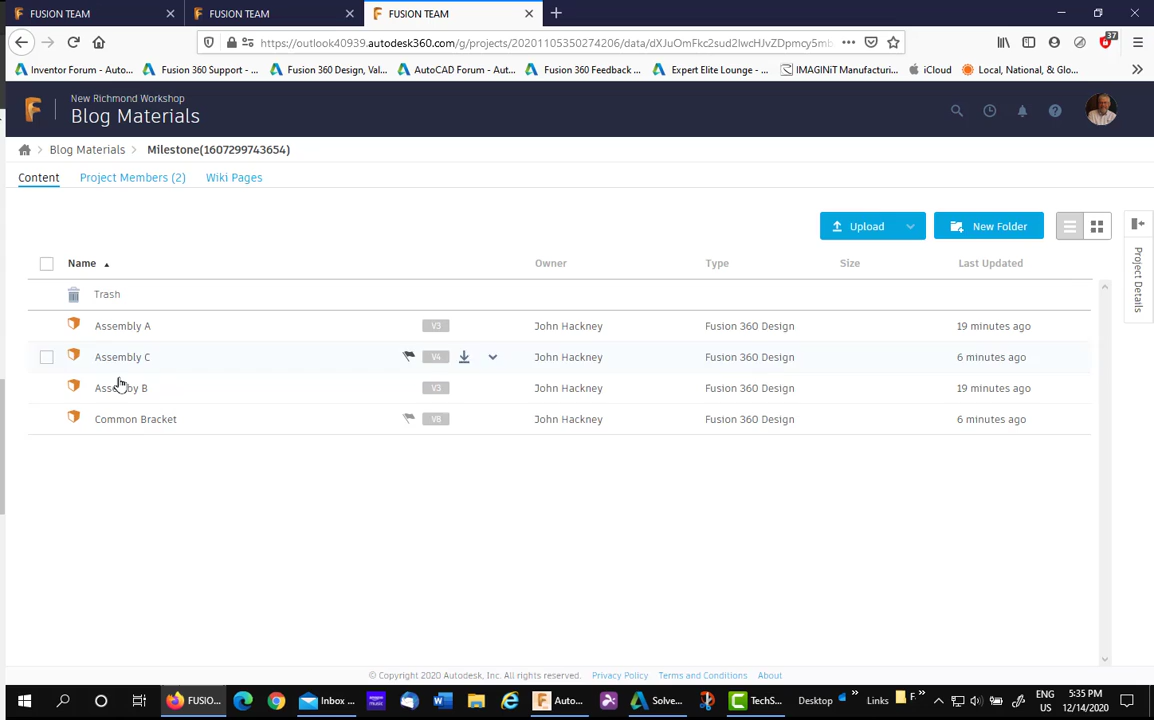 FUSION TEAM
FUSION TEAM
FUSION TEAM
https://outlook40939.autodesk360.com/g/projects/20201105350274206/data/dXJuOmFkc2sud2lwcHJvZDpmcy5mb
37
Inventor Forum - Auto...
Fusion 360 Support - ...
Fusion 360 Design, Val...
AutoCAD Forum - Aut...
Fusion 360 Feedback ...
Expert Elite Lounge - ...
IMAGINiT Manufacturi...
iCloud
Local, National, & Glo...
New Richmond Workshop
Blog Materials
Blog Materials > Milestone(1607299743654)
Content Project Members (2) Wiki Pages
Upload New Folder
Project Details
Name Owner Type Size Last Updated
Trash
Assembly A V3 John Hackney Fusion 360 Design 19 minutes ago
Assembly C V4 John Hackney Fusion 360 Design 6 minutes ago
B V3 John Hackney Fusion 360 Design 19 minutes ago
Common Bracket V8 John Hackney Fusion 360 Design 6 minutes ago
© Copyright 2020 Autodesk, Inc. All rights reserved. Privacy Policy Terms and Conditions About
FUSIO... Inbox ... Auto... Solve... TechS... Desktop Links F... ENG US 5:35 PM 12/14/2020